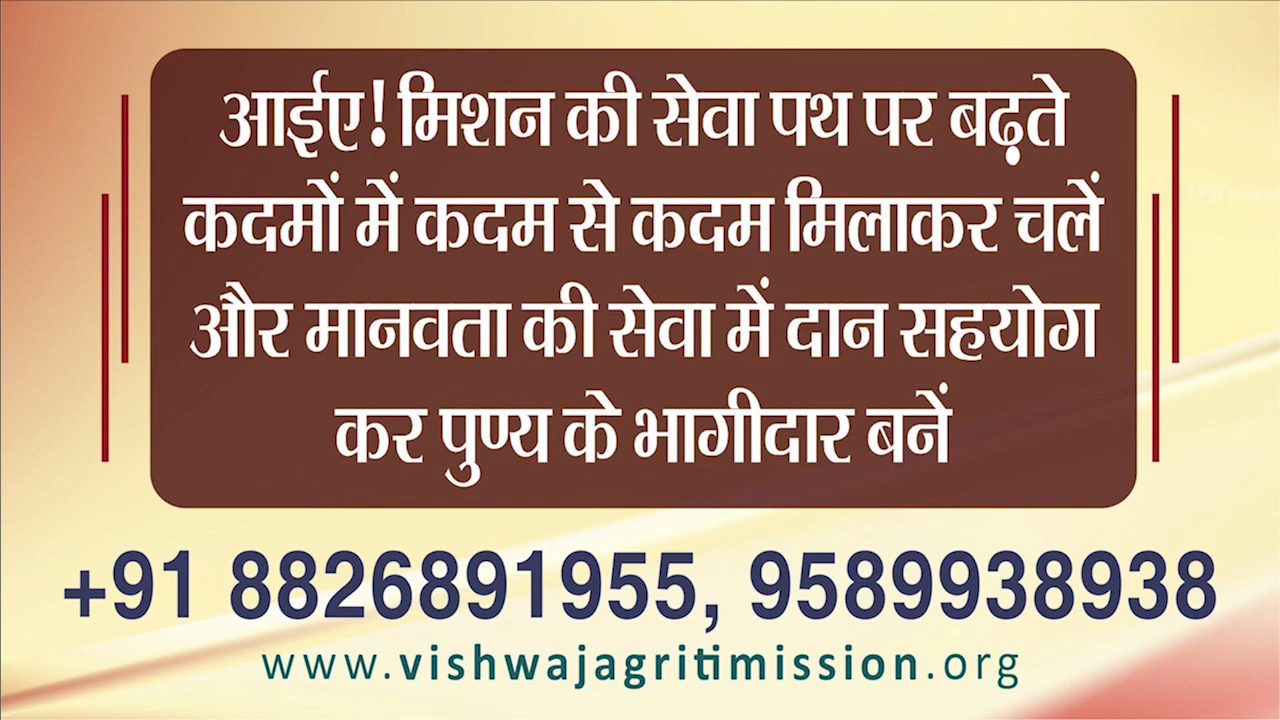 आईए! मिशन की सेवा पथ पर बढ़ते
कदमों में कदम से कदम मिलाकर चलें
और मानवता की सेवा में दान सहयोग
कर पुण्य के भागीदार बनें
+91 8826891955, 9589938938
www.vishwajagritimission.org